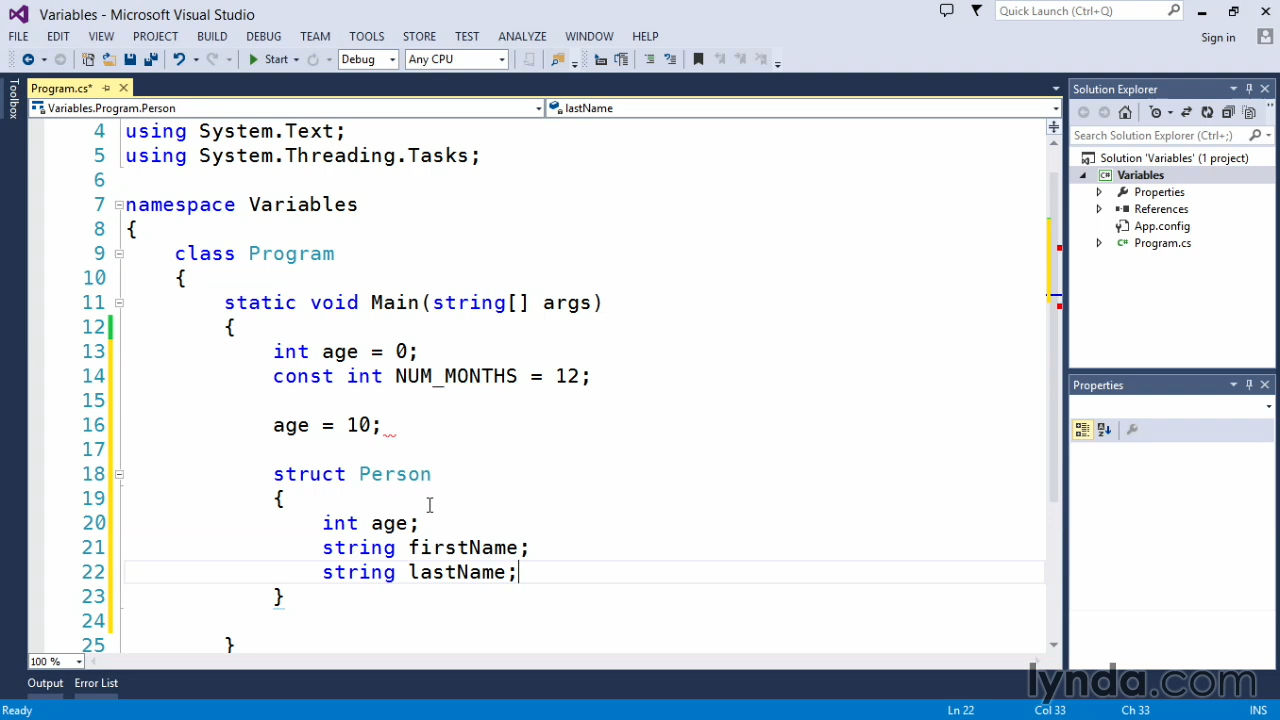 Variables - Microsoft Visual Studio
Quick Launch (Ctrl+Q)
FILE EDIT VIEW PROJECT BUILD DEBUG TEAM TOOLS STORE TEST ANALYZE WINDOW HELP
Sign in
Start Debug Any CPU
Toolbox
Program.cs*
Variables.Program.Person
lastName
4 using System.Text;
5 using System.Threading.Tasks;
6
7 namespace Variables
8 {
9 class Program
10 {
11 static void Main(string[] args)
12 {
13 int age = 0;
14 const int NUM_MONTHS = 12;
15
16 age = 10;
17
18 struct Person
19 {
20 int age;
21 string firstName;
22 string lastName;
23 }
24
25 }
100 %
Solution Explorer
Search Solution Explorer (Ctrl+;)
Solution 'Variables' (1 project)
Variables
Properties
References
App.config
Program.cs
Properties
Output Error List
lynda.com
Ready Ln 22 Col 33 Ch 33 INS